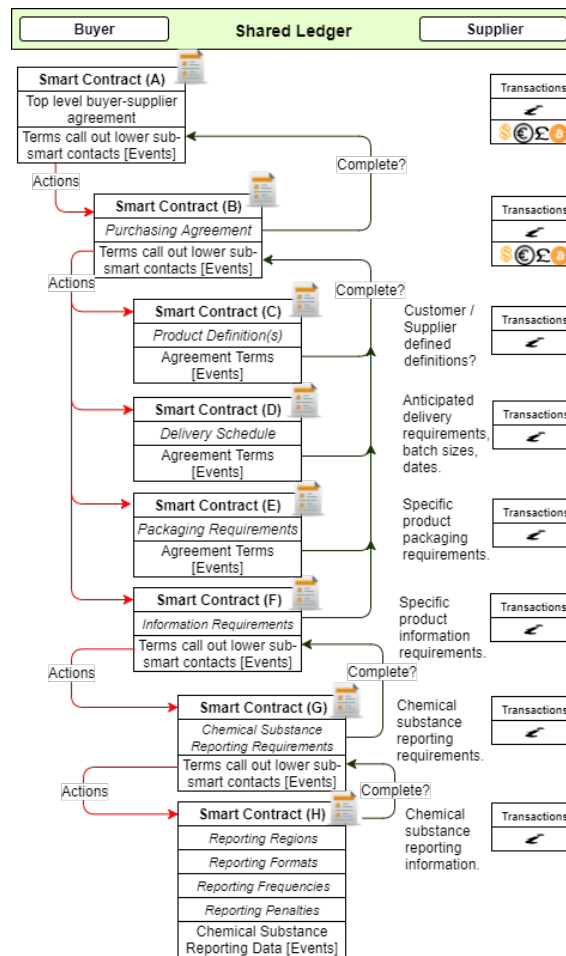 Buyer
Shared Ledger
Supplier
Smart Contract (A)
Top level buyer-supplier
agreement
Terms call out lower sub-
smart contacts [Events]
Transactions
$ € £ ₿
Complete?
Actions
Smart Contract (B)
Purchasing Agreement
Terms call out lower sub-
smart contacts [Events]
Transactions
$ € £ ₿
Actions
Complete?
Smart Contract (C)
Product Definition(s)
Agreement Terms
[Events]
Customer /
Supplier
defined
definitions?
Transactions
Smart Contract (D)
Delivery Schedule
Agreement Terms
[Events]
Anticipated
delivery
requirements,
batch sizes,
dates.
Transactions
Smart Contract (E)
Packaging Requirements
Agreement Terms
[Events]
Specific
product
packaging
requirements.
Transactions
Smart Contract (F)
Information Requirements
Terms call out lower sub-
smart contacts [Events]
Specific
product
information
requirements.
Transactions
Actions
Complete?
Smart Contract (G)
Chemical Substance
Reporting Requirements
Terms call out lower sub-
smart contacts [Events]
Chemical
substance
reporting
requirements.
Transactions
Actions
Complete?
Smart Contract (H)
Reporting Regions
Reporting Formats
Reporting Frequencies
Reporting Penalties
Chemical Substance
Reporting Data [Events]
Chemical
substance
reporting
information.
Transactions